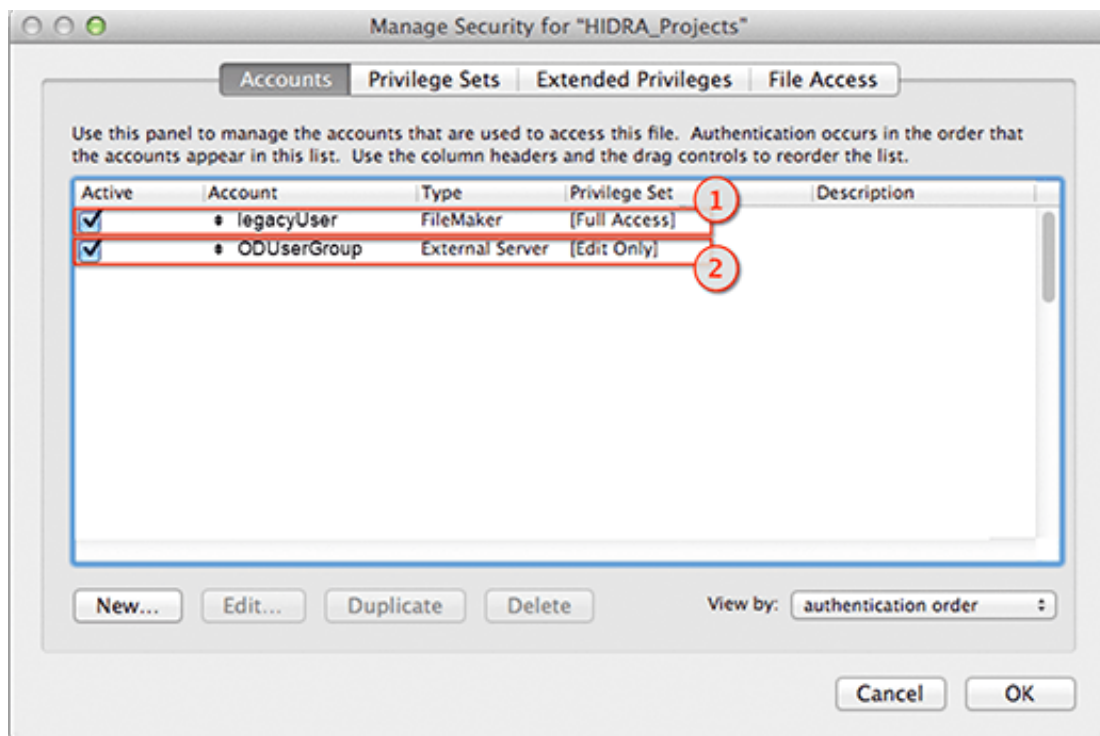 Manage Security for "HIDRA_Projects"
Accounts Privilege Sets Extended Privileges File Access
Use this panel to manage the accounts that are used to access this file. Authentication occurs in the order that
the accounts appear in this list. Use the column headers and the drag controls to reorder the list.
Active Account Type Privilege Set Description
1
legacyUser FileMaker [Full Access]
ODUserGroup External Server [Edit Only]
2
New... Edit... Duplicate Delete View by: authentication order
Cancel OK